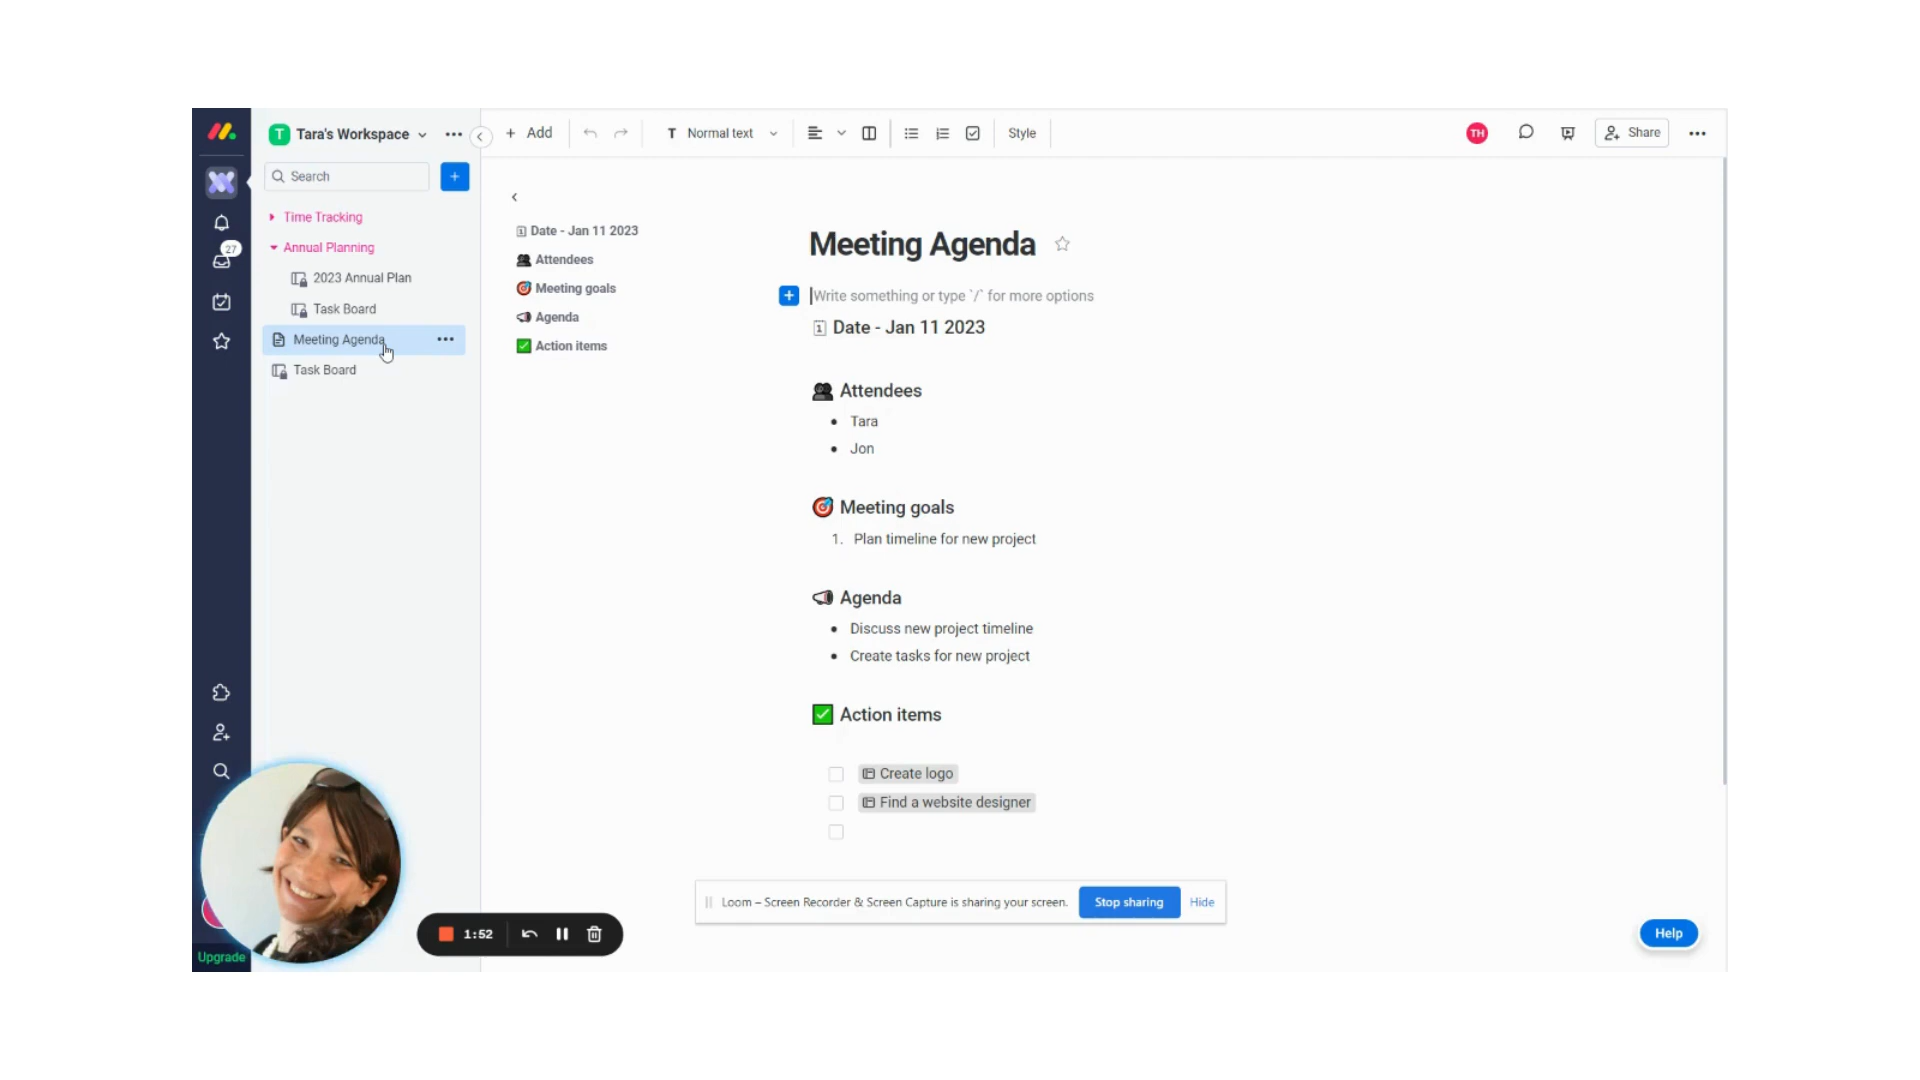 T Tara's Workspace
Search
27
Time Tracking
Annual Planning
2023 Annual Plan
Task Board
Meeting Agenda
Task Board
Upgrade
+ Add
T Normal text
Style
TH
Share
Date - Jan 11 2023
Attendees
Meeting goals
Agenda
Action items
Meeting Agenda
Write something or type `/` for more options
1 Date - Jan 11 2023
Attendees
• Tara
• Jon
Meeting goals
1. Plan timeline for new project
Agenda
• Discuss new project timeline
• Create tasks for new project
Action items
Create logo
Find a website designer
Loom – Screen Recorder & Screen Capture is sharing your screen. Stop sharing Hide
1:52
Help